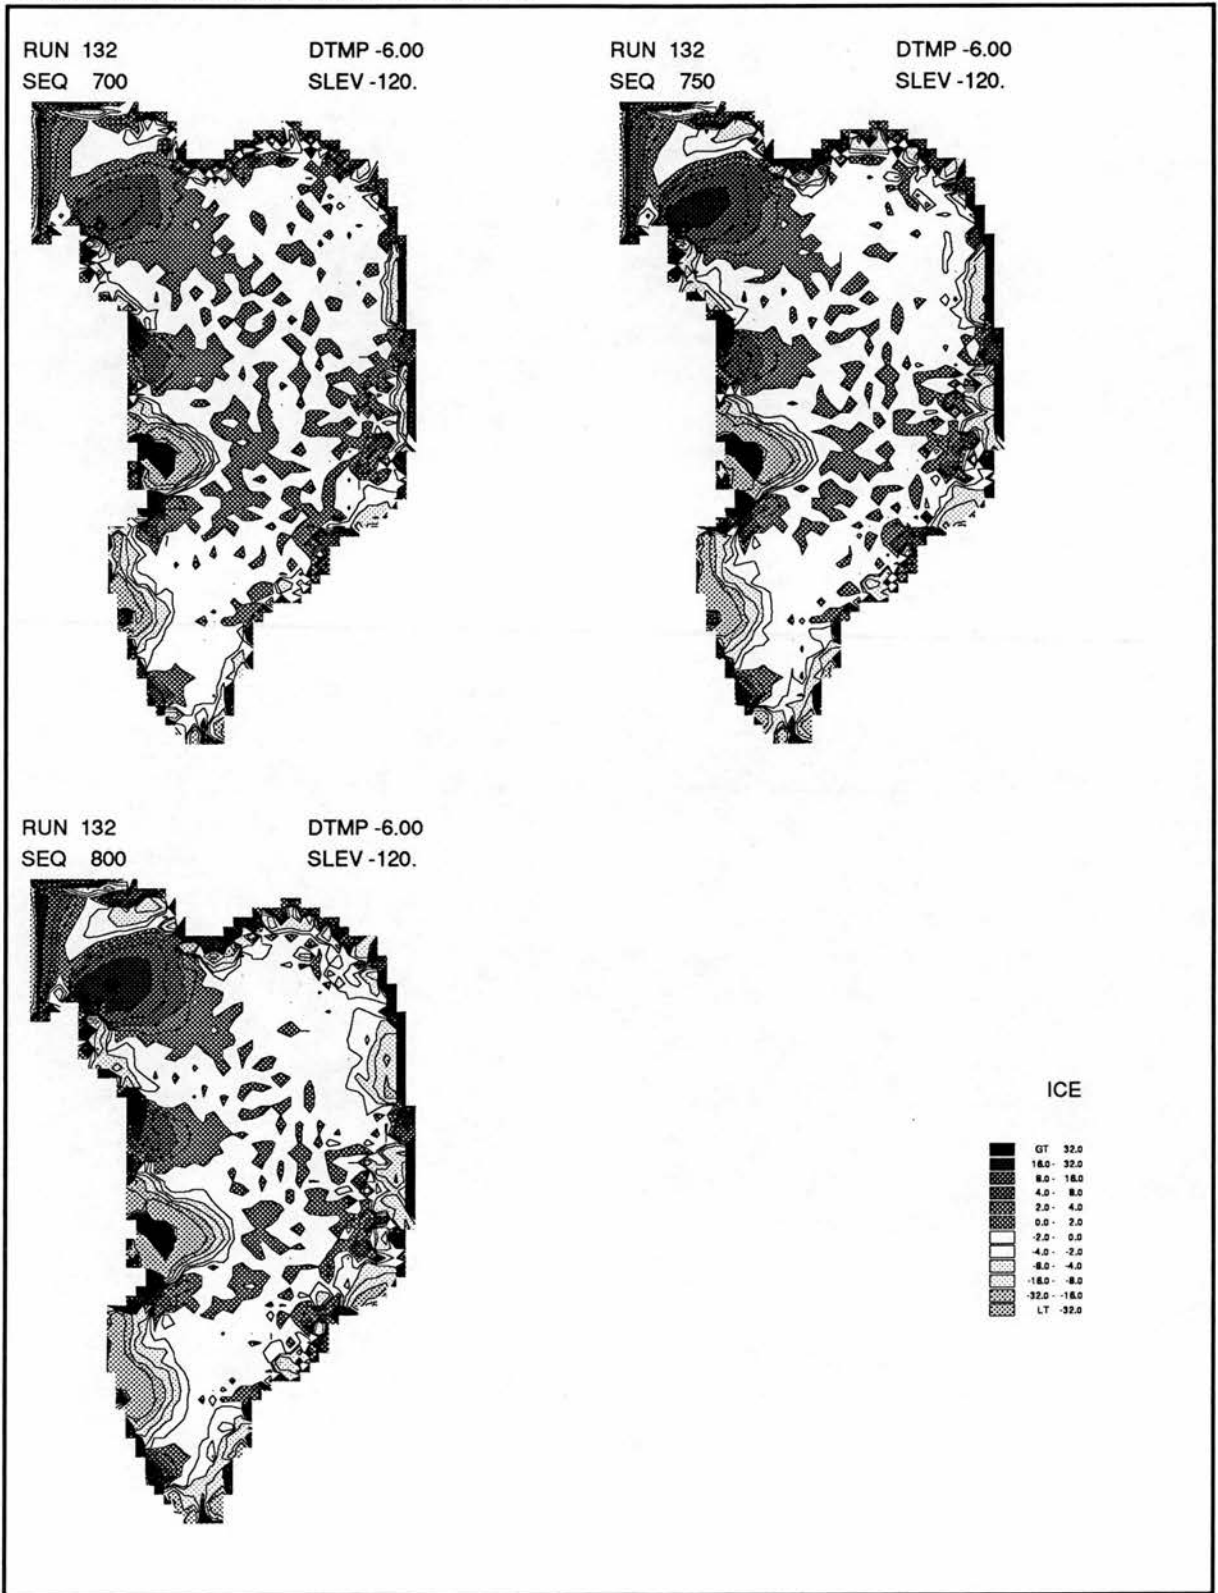 RUN 132 DTMP -6.00
SEQ 700 SLEV -120.
RUN 132 DTMP -6.00
SEQ 750 SLEV -120.
RUN 132 DTMP -6.00
SEQ 800 SLEV -120.
ICE
GT 32.0
16.0 - 32.0
8.0 - 16.0
4.0 - 8.0
2.0 - 4.0
0.0 - 2.0
-2.0 - 0.0
-4.0 - -2.0
-8.0 - -4.0
-16.0 - -8.0
-32.0 - -16.0
LT -32.0